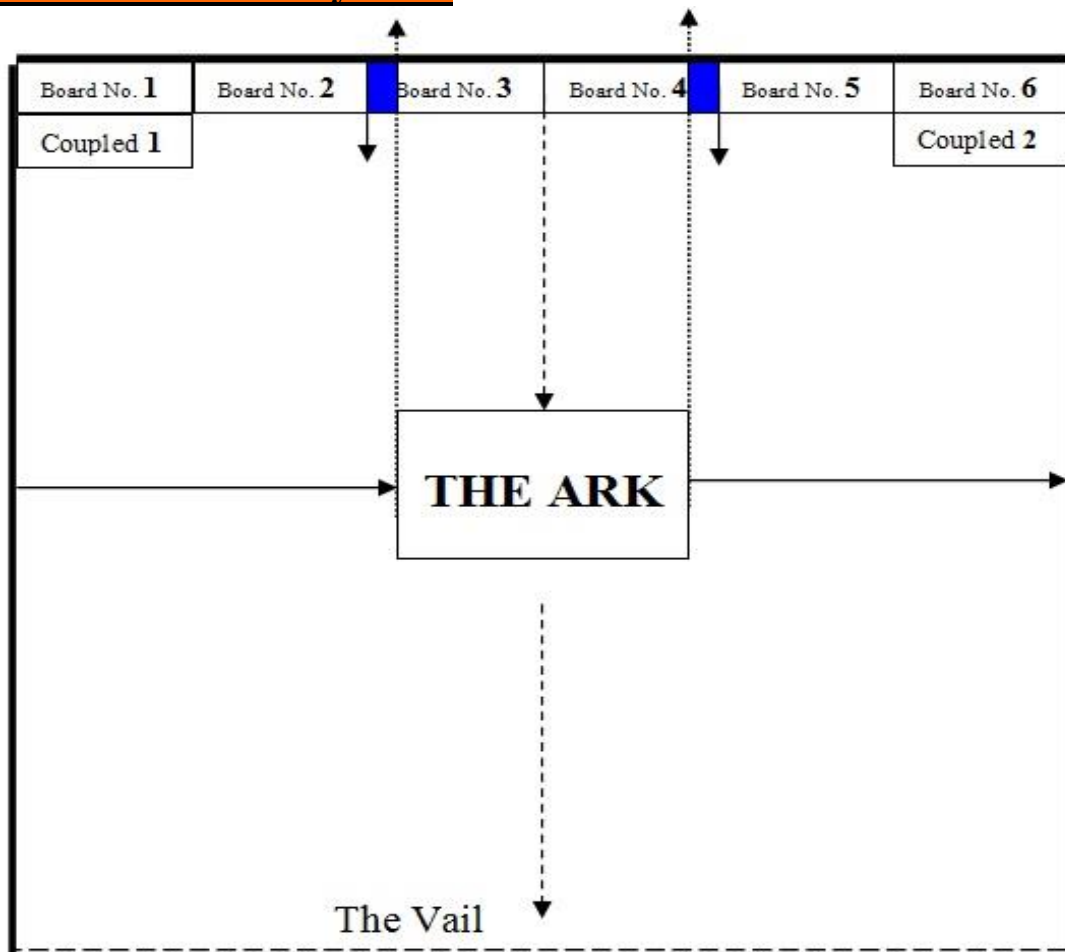 Board No. 1 Board No. 2 Board No. 3 Board No. 4 Board No. 5 Board No. 6
Coupled 1 Coupled 2
THE ARK
The Vail